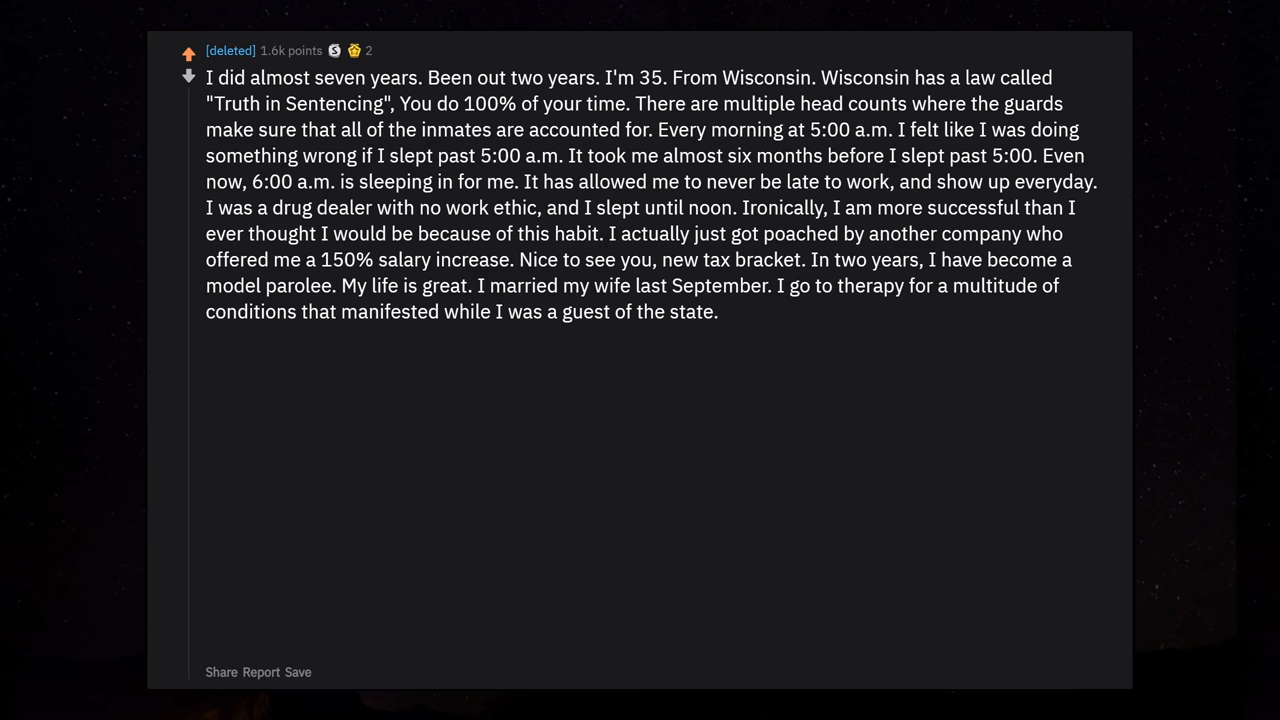 [deleted] 1.6k points S 2
I did almost seven years. Been out two years. I'm 35. From Wisconsin. Wisconsin has a law called
"Truth in Sentencing", You do 100% of your time. There are multiple head counts where the guards
make sure that all of the inmates are accounted for. Every morning at 5:00 a.m. I felt like I was doing
something wrong if I slept past 5:00 a.m. It took me almost six months before I slept past 5:00. Even
now, 6:00 a.m. is sleeping in for me. It has allowed me to never be late to work, and show up everyday.
I was a drug dealer with no work ethic, and I slept until noon. Ironically, I am more successful than I
ever thought I would be because of this habit. I actually just got poached by another company who
offered me a 150% salary increase. Nice to see you, new tax bracket. In two years, I have become a
model parolee. My life is great. I married my wife last September. I go to therapy for a multitude of
conditions that manifested while I was a guest of the state.
Share Report Save